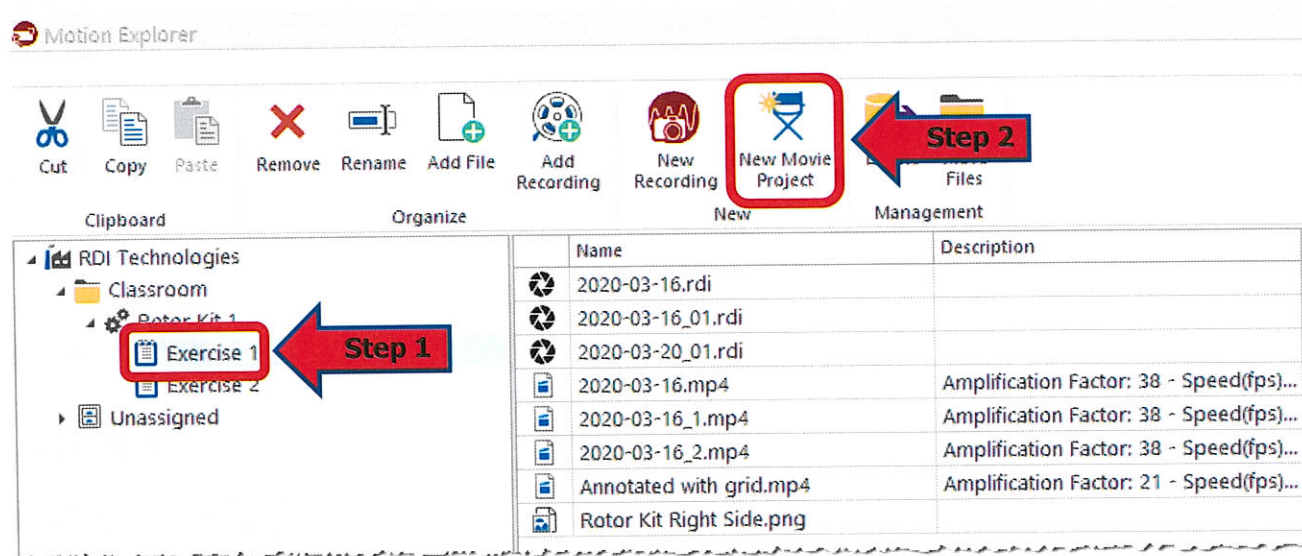 Motion Explorer
Cut Copy Paste Remove Rename Add File Add Recording New Recording New Movie Project Files
Step 2
Clipboard Organize New Management
RDI Technologies
Classroom
Rotor Kit 1
Exercise 1
Step 1
Exercise 2
Unassigned
Name Description
2020-03-16.rdi
2020-03-16_01.rdi
2020-03-20_01.rdi
2020-03-16.mp4 Amplification Factor: 38 - Speed(fps)...
2020-03-16_1.mp4 Amplification Factor: 38 - Speed(fps)...
2020-03-16_2.mp4 Amplification Factor: 38 - Speed(fps)...
Annotated with grid.mp4 Amplification Factor: 21 - Speed(fps)...
Rotor Kit Right Side.png